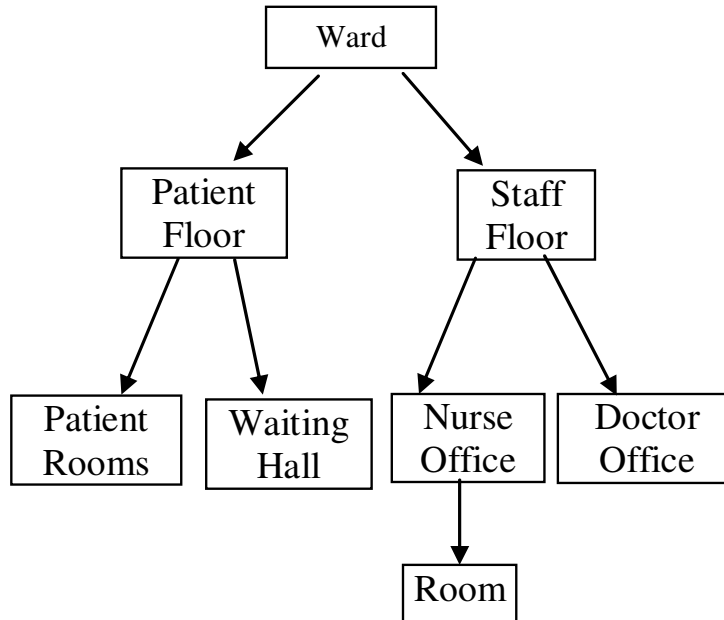 Ward
Patient
Floor
Staff
Floor
Patient
Rooms
Waiting
Hall
Nurse
Office
Doctor
Office
Room